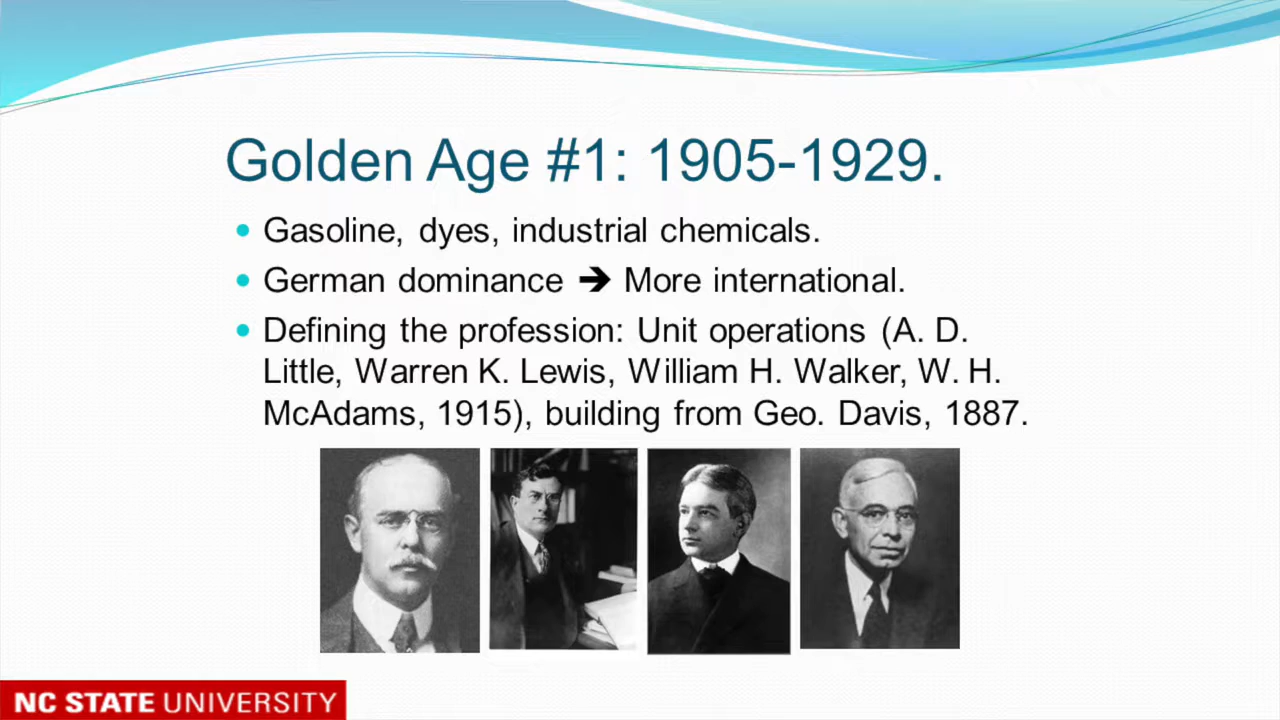 Golden Age #1: 1905-1929.
• Gasoline, dyes, industrial chemicals.
• German dominance ➔ More international.
• Defining the profession: Unit operations (A. D.
Little, Warren K. Lewis, William H. Walker, W. H.
McAdams, 1915), building from Geo. Davis, 1887.
NC STATE UNIVERSITY